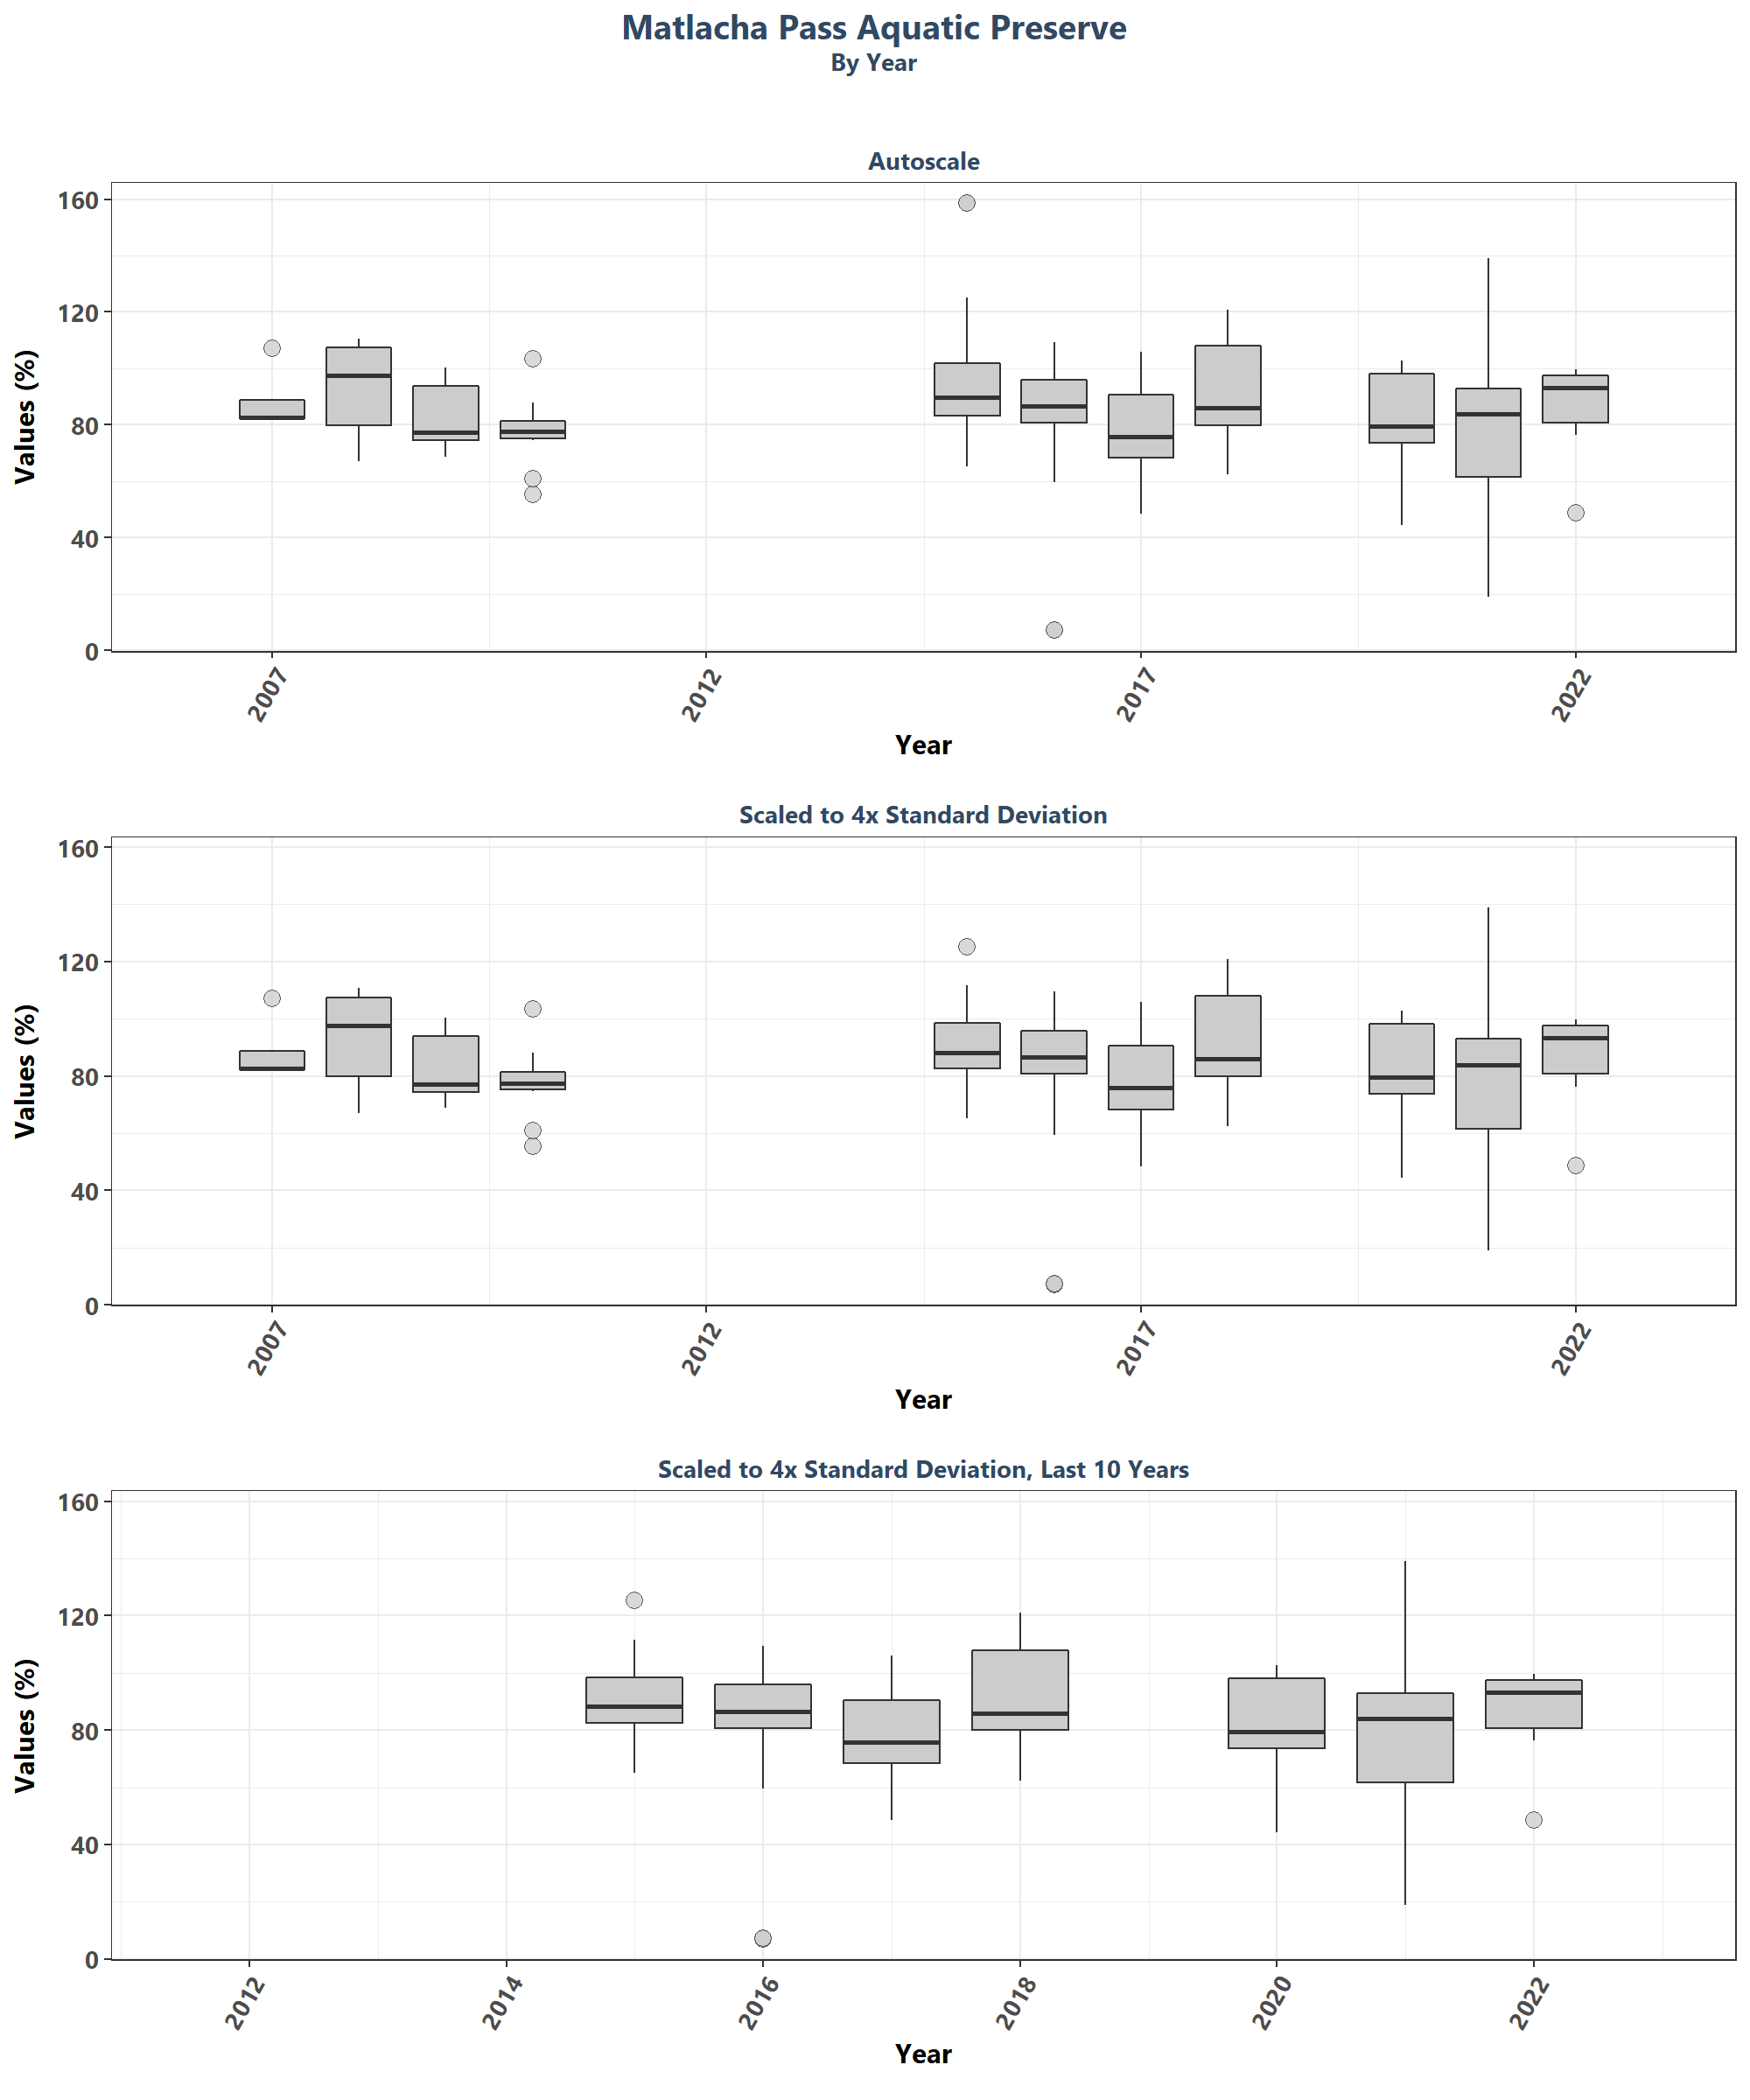 Matlacha Pass Aquatic Preserve
By Year
Autoscale
Values (%)
160
120
80
40
0
2007
2012
2017
2022
Year
Scaled to 4x Standard Deviation
Values (%)
160
120
80
40
0
2007
2012
2017
2022
Year
Scaled to 4x Standard Deviation, Last 10 Years
Values (%)
160
120
80
40
0
2012
2014
2016
2018
2020
2022
Year